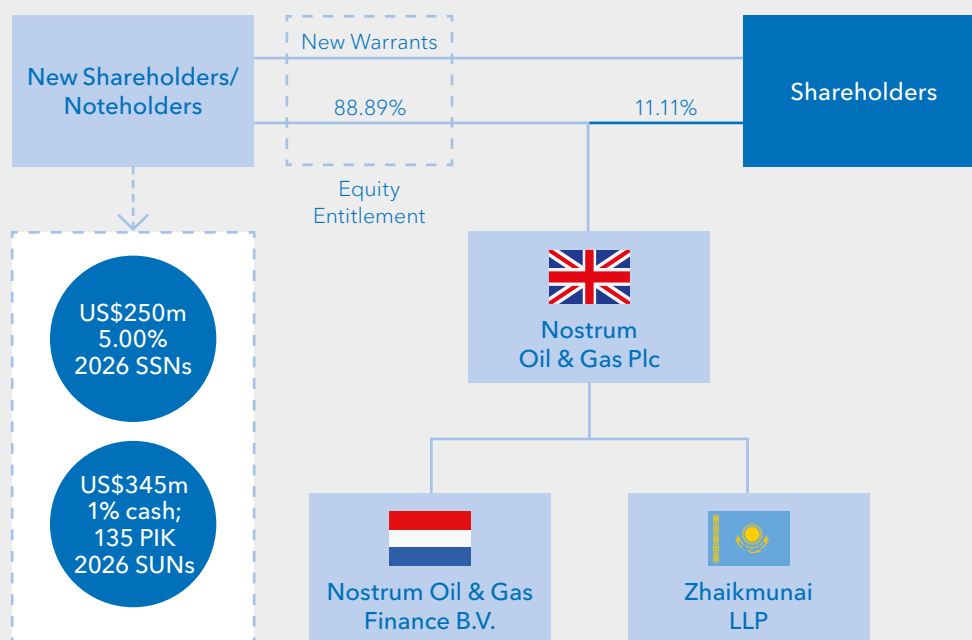 New Shareholders/
Noteholders
New Warrants
88.89%
11.11%
Shareholders
Equity
Entitlement
US$250m
5.00%
2026 SSNs
US$345m
1% cash;
135 PIK
2026 SUNs
Nostrum
Oil & Gas Plc
Nostrum Oil & Gas
Finance B.V.
Zhaikmunai
LLP